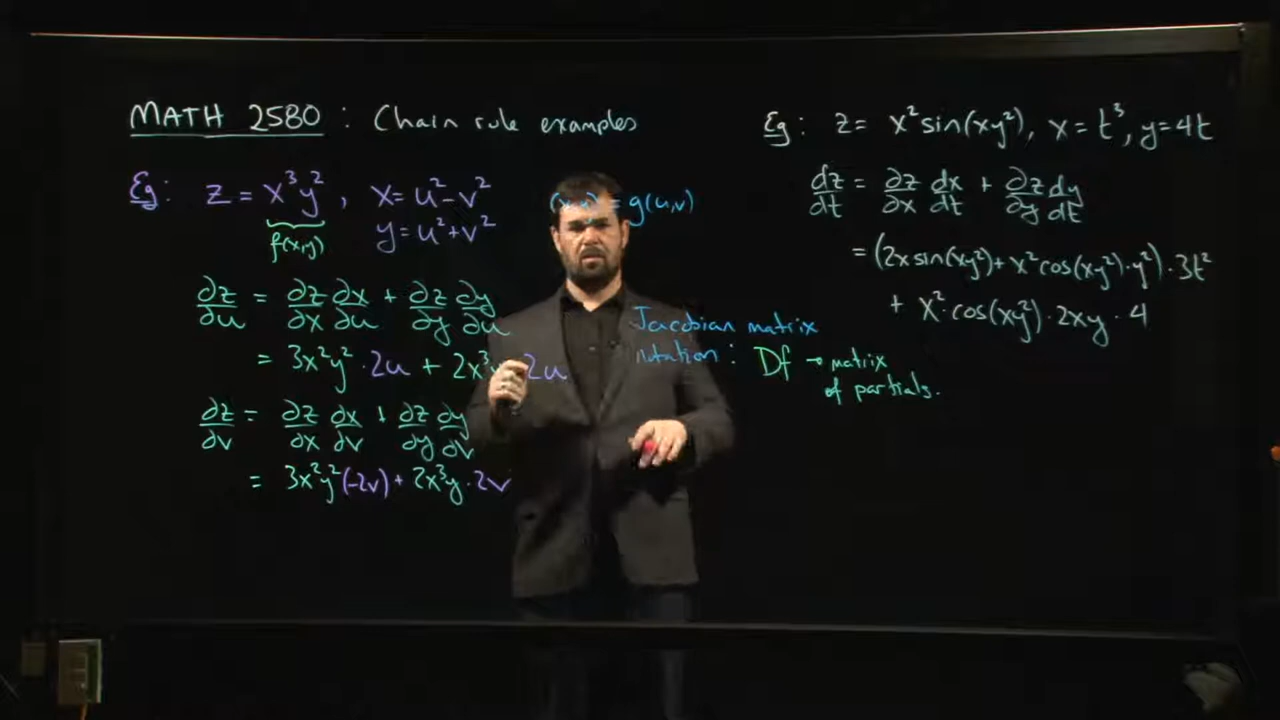 MATH 2580 : Chain rule examples
Eg: z = x³y², x = u² - v²
y = u² + v²
f(x,y)
= g(u,v)
∂z/∂u = ∂z/∂x ∂x/∂u + ∂z/∂y ∂y/∂u
= 3x²y² · 2u + 2x³ 2u
∂z/∂v = ∂z/∂x ∂x/∂v + ∂z/∂y ∂y/∂v
= 3x²y²(-2v) + 2x³y · 2v
Jacobian matrix
notation : Df → matrix
of partials.
Eg: z = x² sin(xy²), x = t³, y = 4t
dz/dt = ∂z/∂x dx/dt + ∂z/∂y dy/dt
= (2x sin(xy²) + x² cos(xy²) · y²) · 3t²
+ x² · cos(xy²) · 2xy · 4